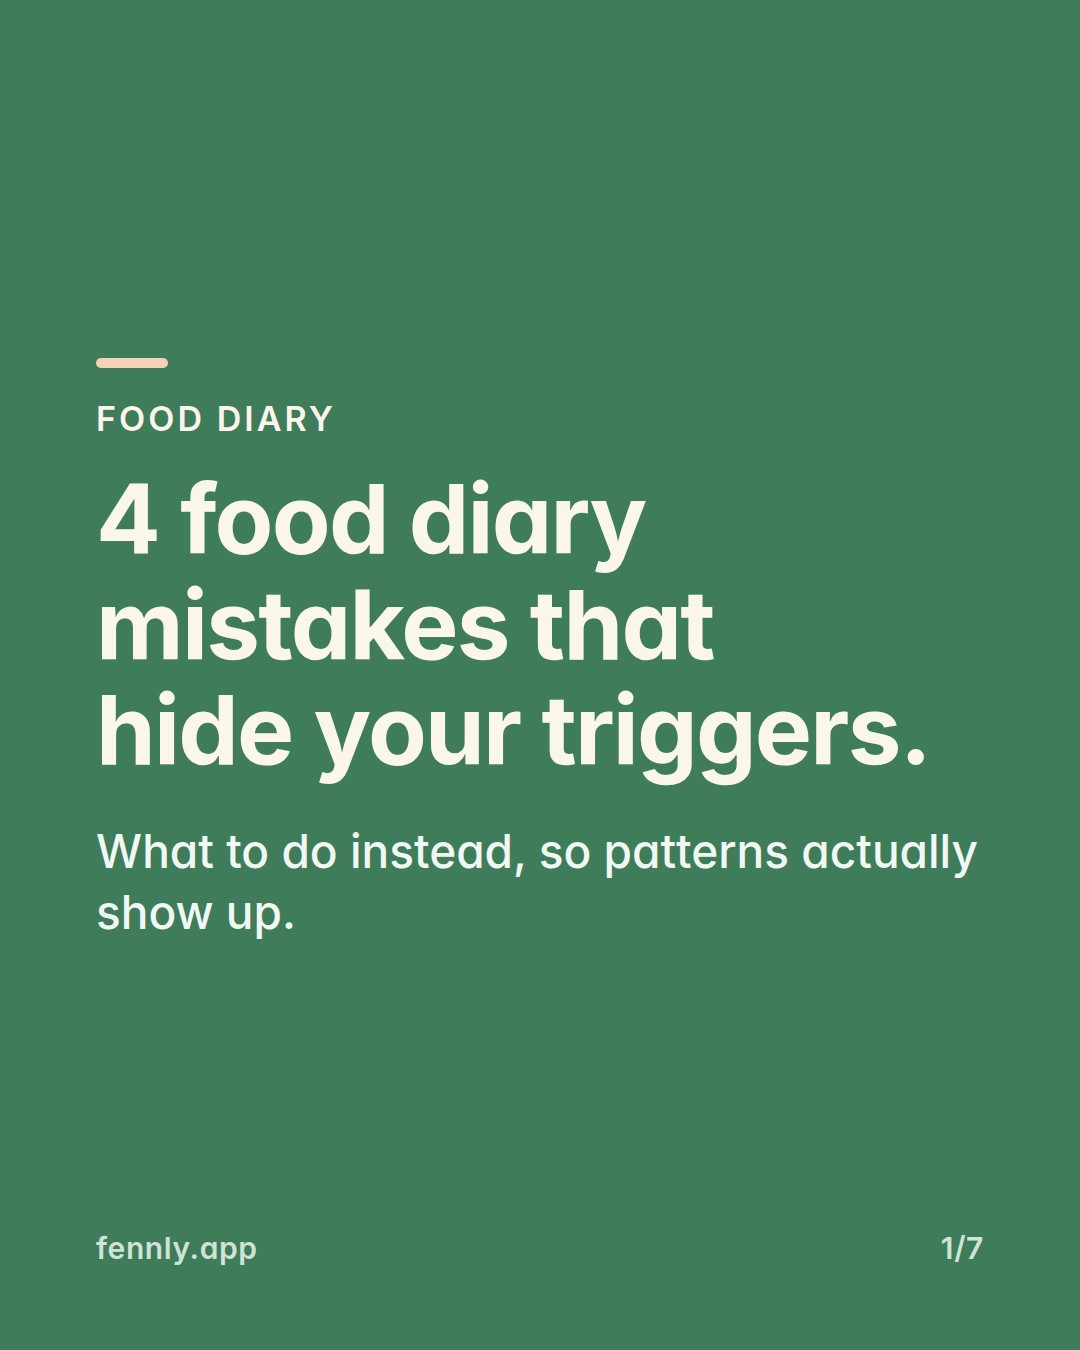 FOOD DIARY
4 food diary
mistakes that
hide your triggers.
What to do instead, so patterns actually
show up.
fennly.app
1/7